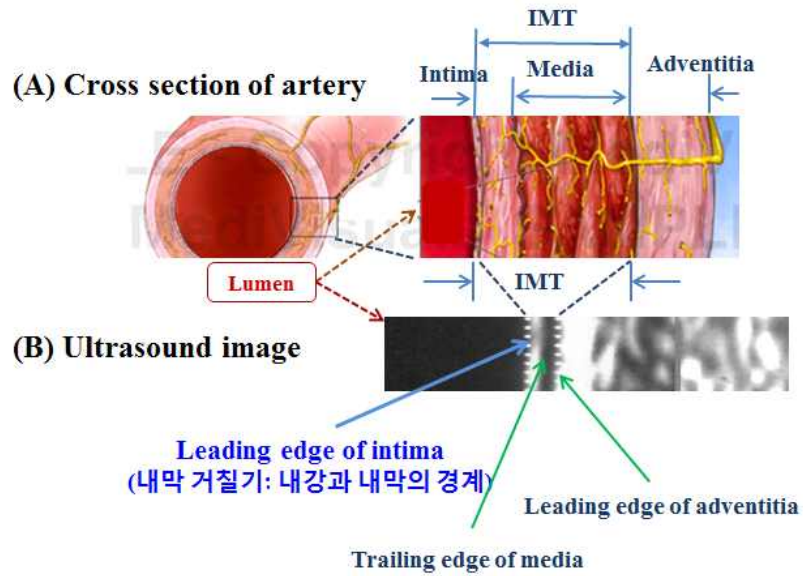 IMT
Intima
Media
Adventitia
(A) Cross section of artery
Lumen
IMT
(B) Ultrasound image
Leading edge of intima
(내막 거칠기: 내강과 내막의 경계)
Leading edge of adventitia
Trailing edge of media